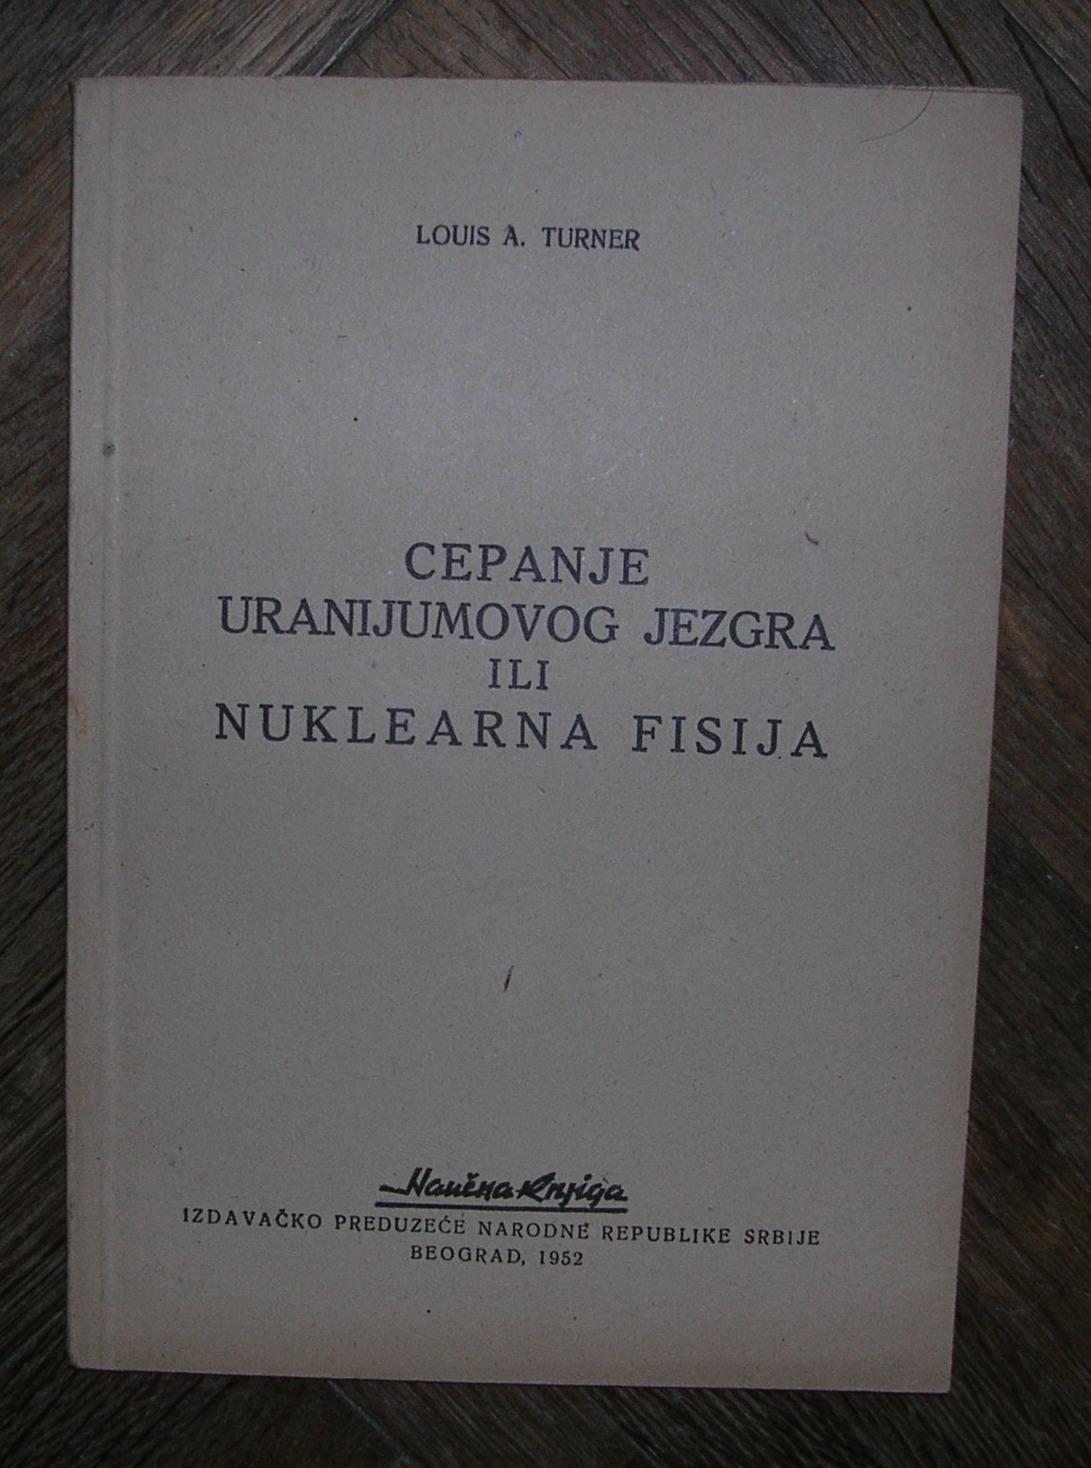 LOUIS A. TURNER
CEPANJE
URANIJUMOVOG JEZGRA
ILI
NUKLEARNA FISIJA
Naučna Knjiga
IZDAVAČKO PREDUZEĆE NARODNE REPUBLIKE SRBIJE
BEOGRAD, 1952